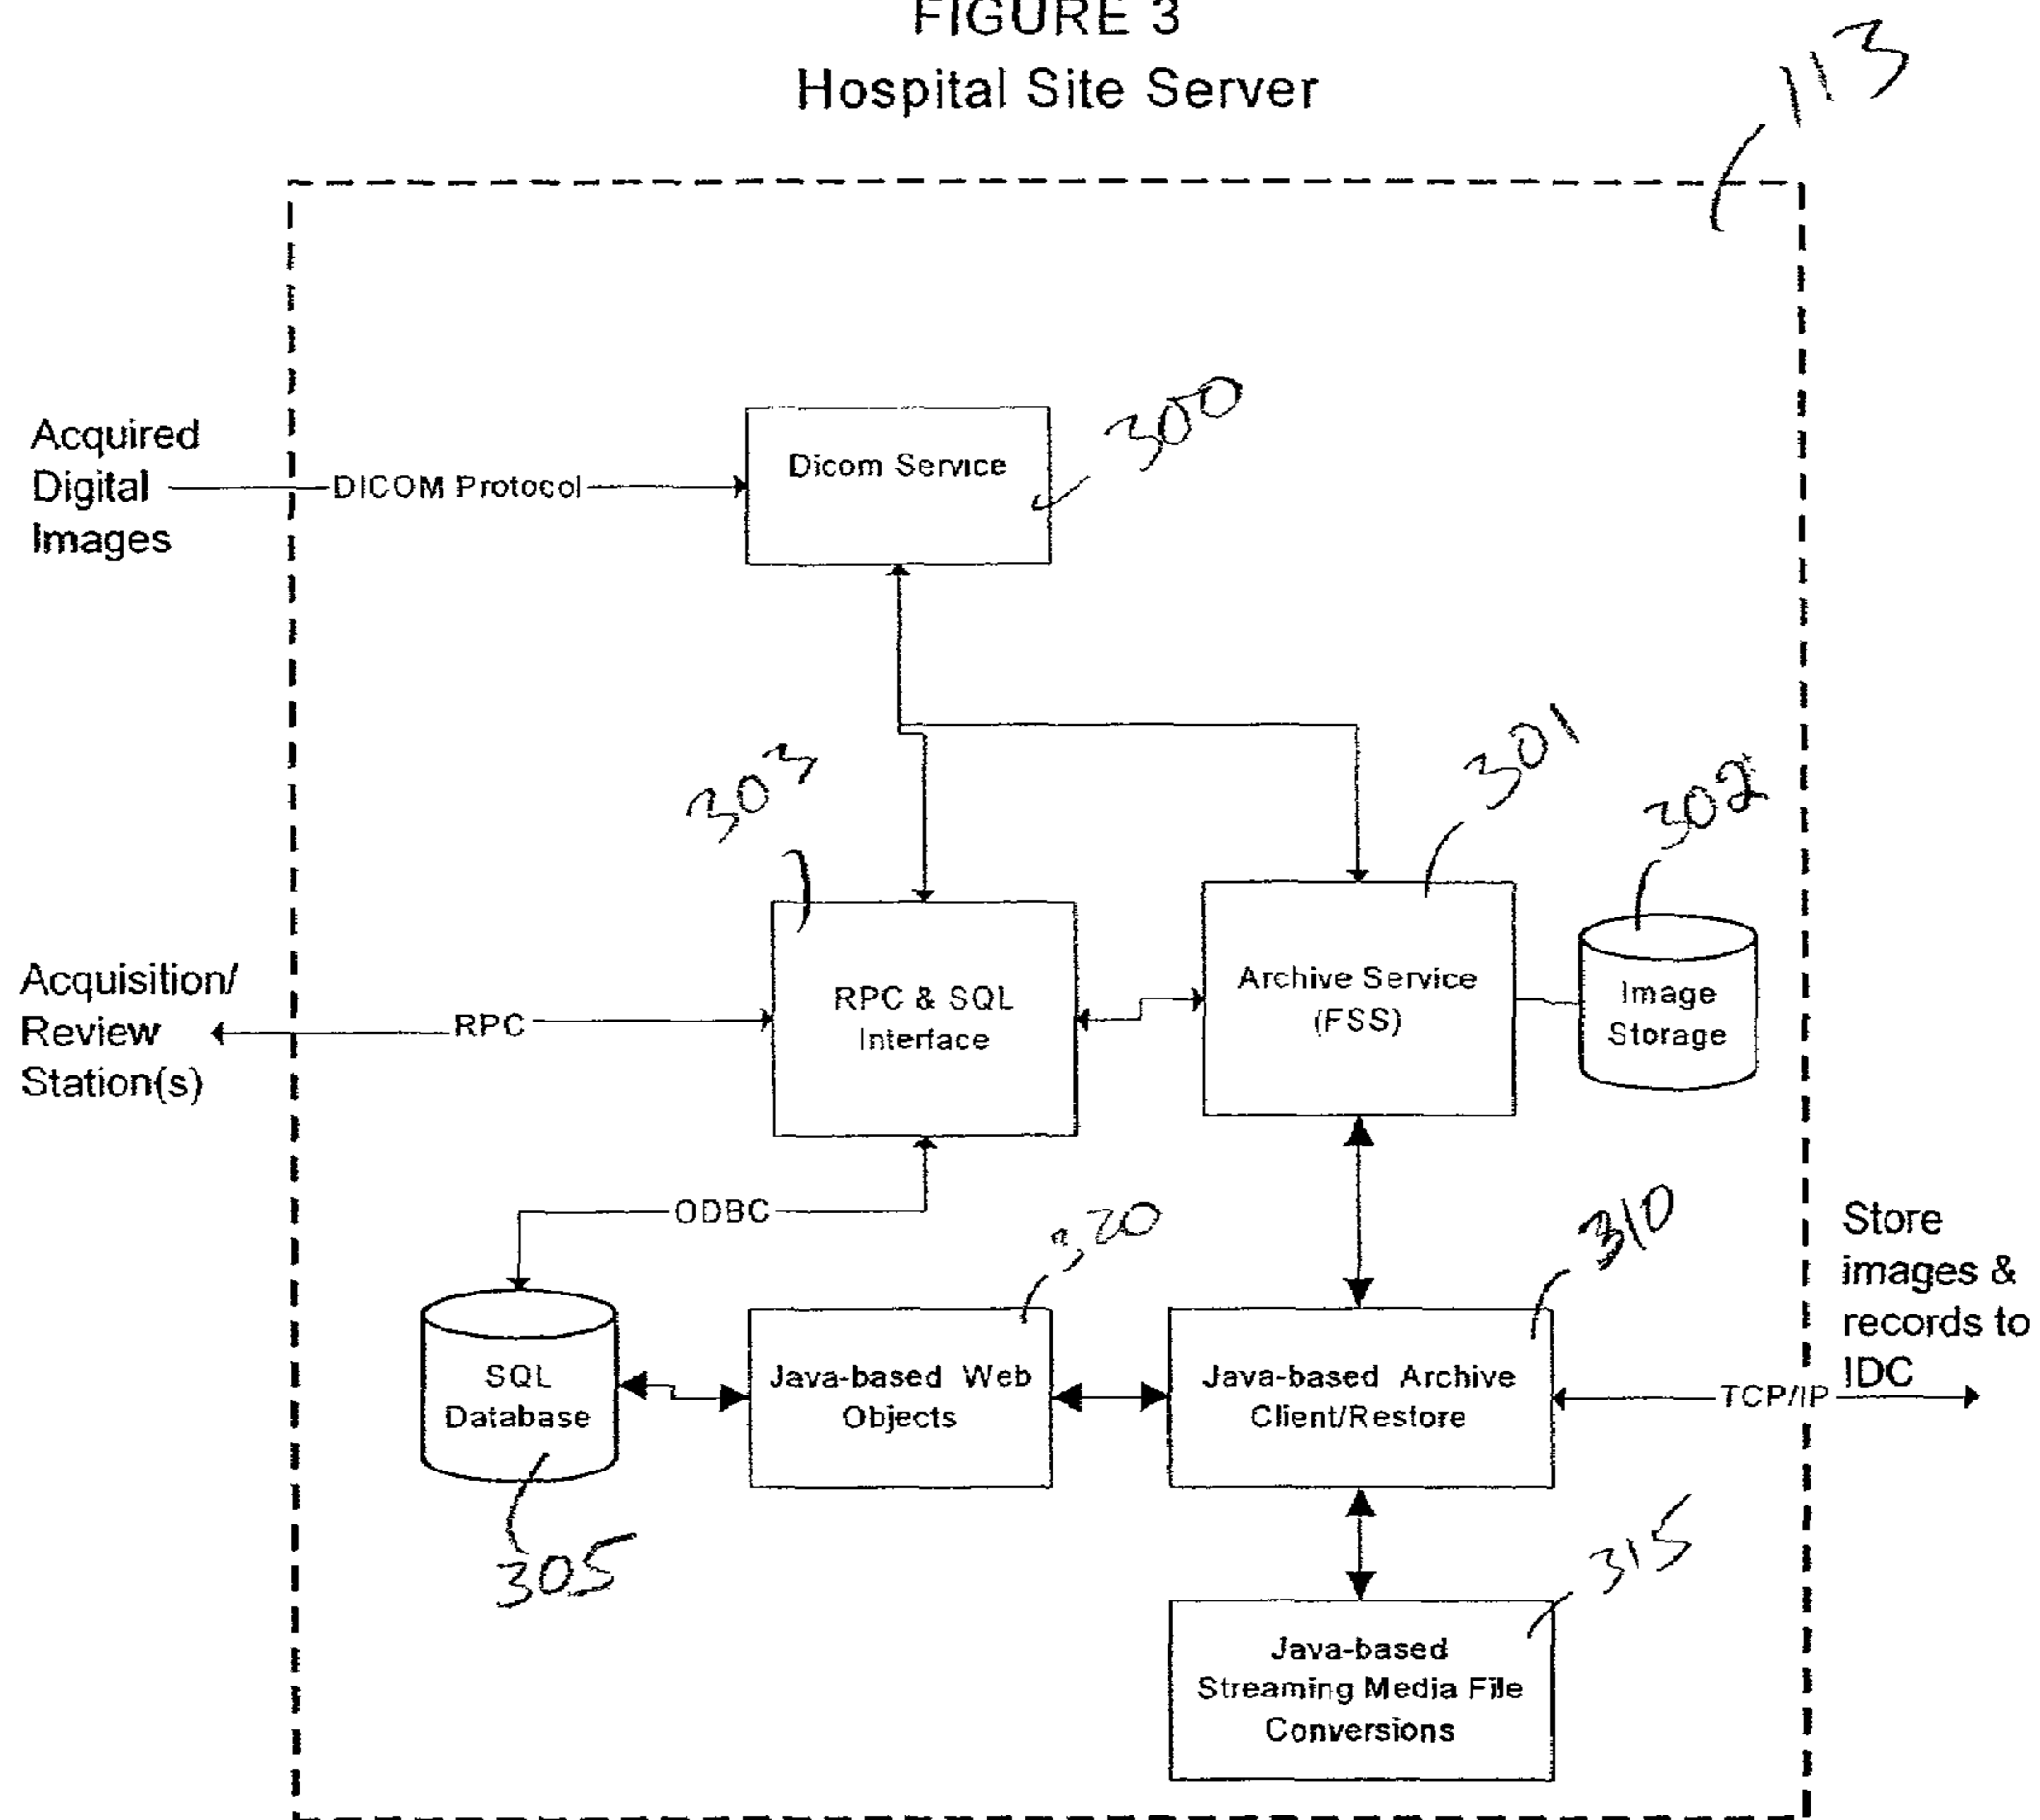 FIGURE 3
Hospital Site Server
113
Acquired
Digital
Images
DICOM Protocol
Dicom Service
300
303
301
302
Acquisition/
Review
Station(s)
RPC
RPC & SQL
Interface
Archive Service
(FSS)
Image
Storage
ODBC
320
310
Store
images &
records to
IDC
SQL
Database
Java-based Web
Objects
Java-based Archive
Client/Restore
TCP/IP
305
315
Java-based
Streaming Media File
Conversions